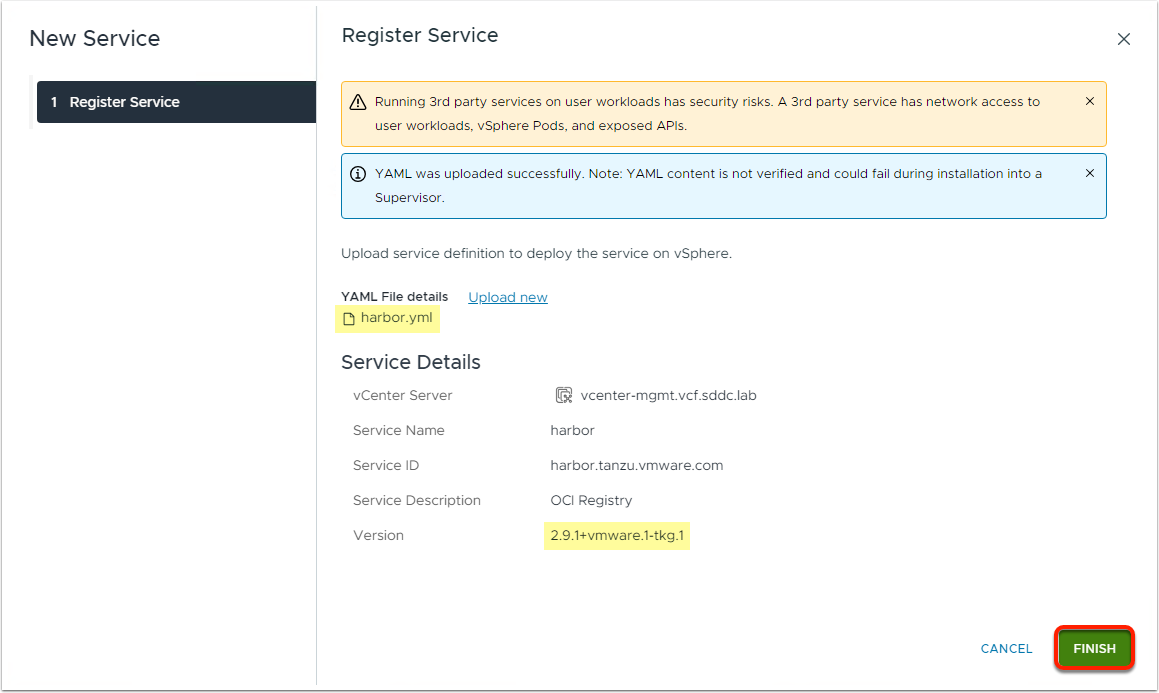 New Service
1 Register Service
Register Service
Running 3rd party services on user workloads has security risks. A 3rd party service has network access to
user workloads, vSphere Pods, and exposed APIs.
YAML was uploaded successfully. Note: YAML content is not verified and could fail during installation into a
Supervisor.
Upload service definition to deploy the service on vSphere.
YAML File details Upload new
harbor.yml
Service Details
vCenter Server vcenter-mgmt.vcf.sddc.lab
Service Name harbor
Service ID harbor.tanzu.vmware.com
Service Description OCI Registry
Version 2.9.1+vmware.1-tkg.1
CANCEL FINISH